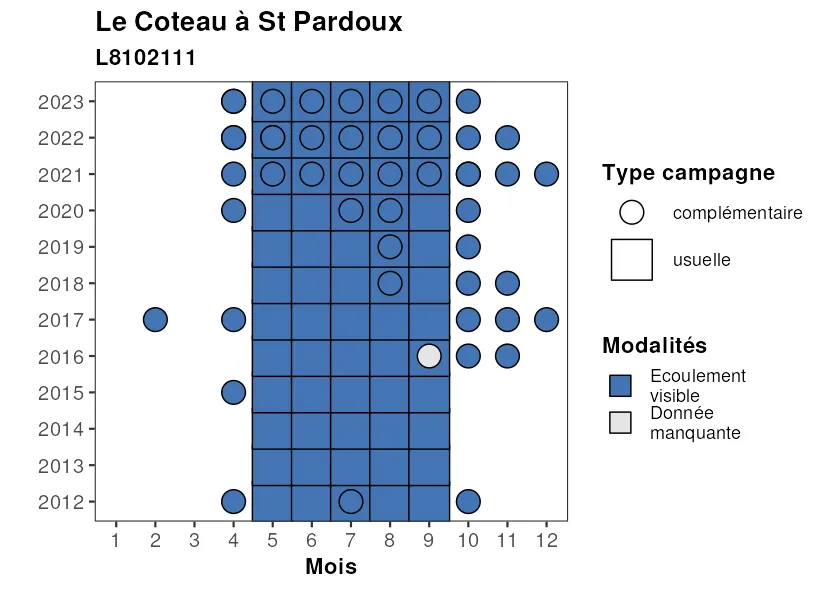 Le Coteau à St Pardoux
L8102111
2023
2022
2021
2020
2019
2018
2017
2016
2015
2014
2013
2012
1 2 3 4 5 6 7 8 9 10 11 12
Mois
Type campagne
complémentaire
usuelle
Modalités
Ecoulement
visible
Donnée
manquante